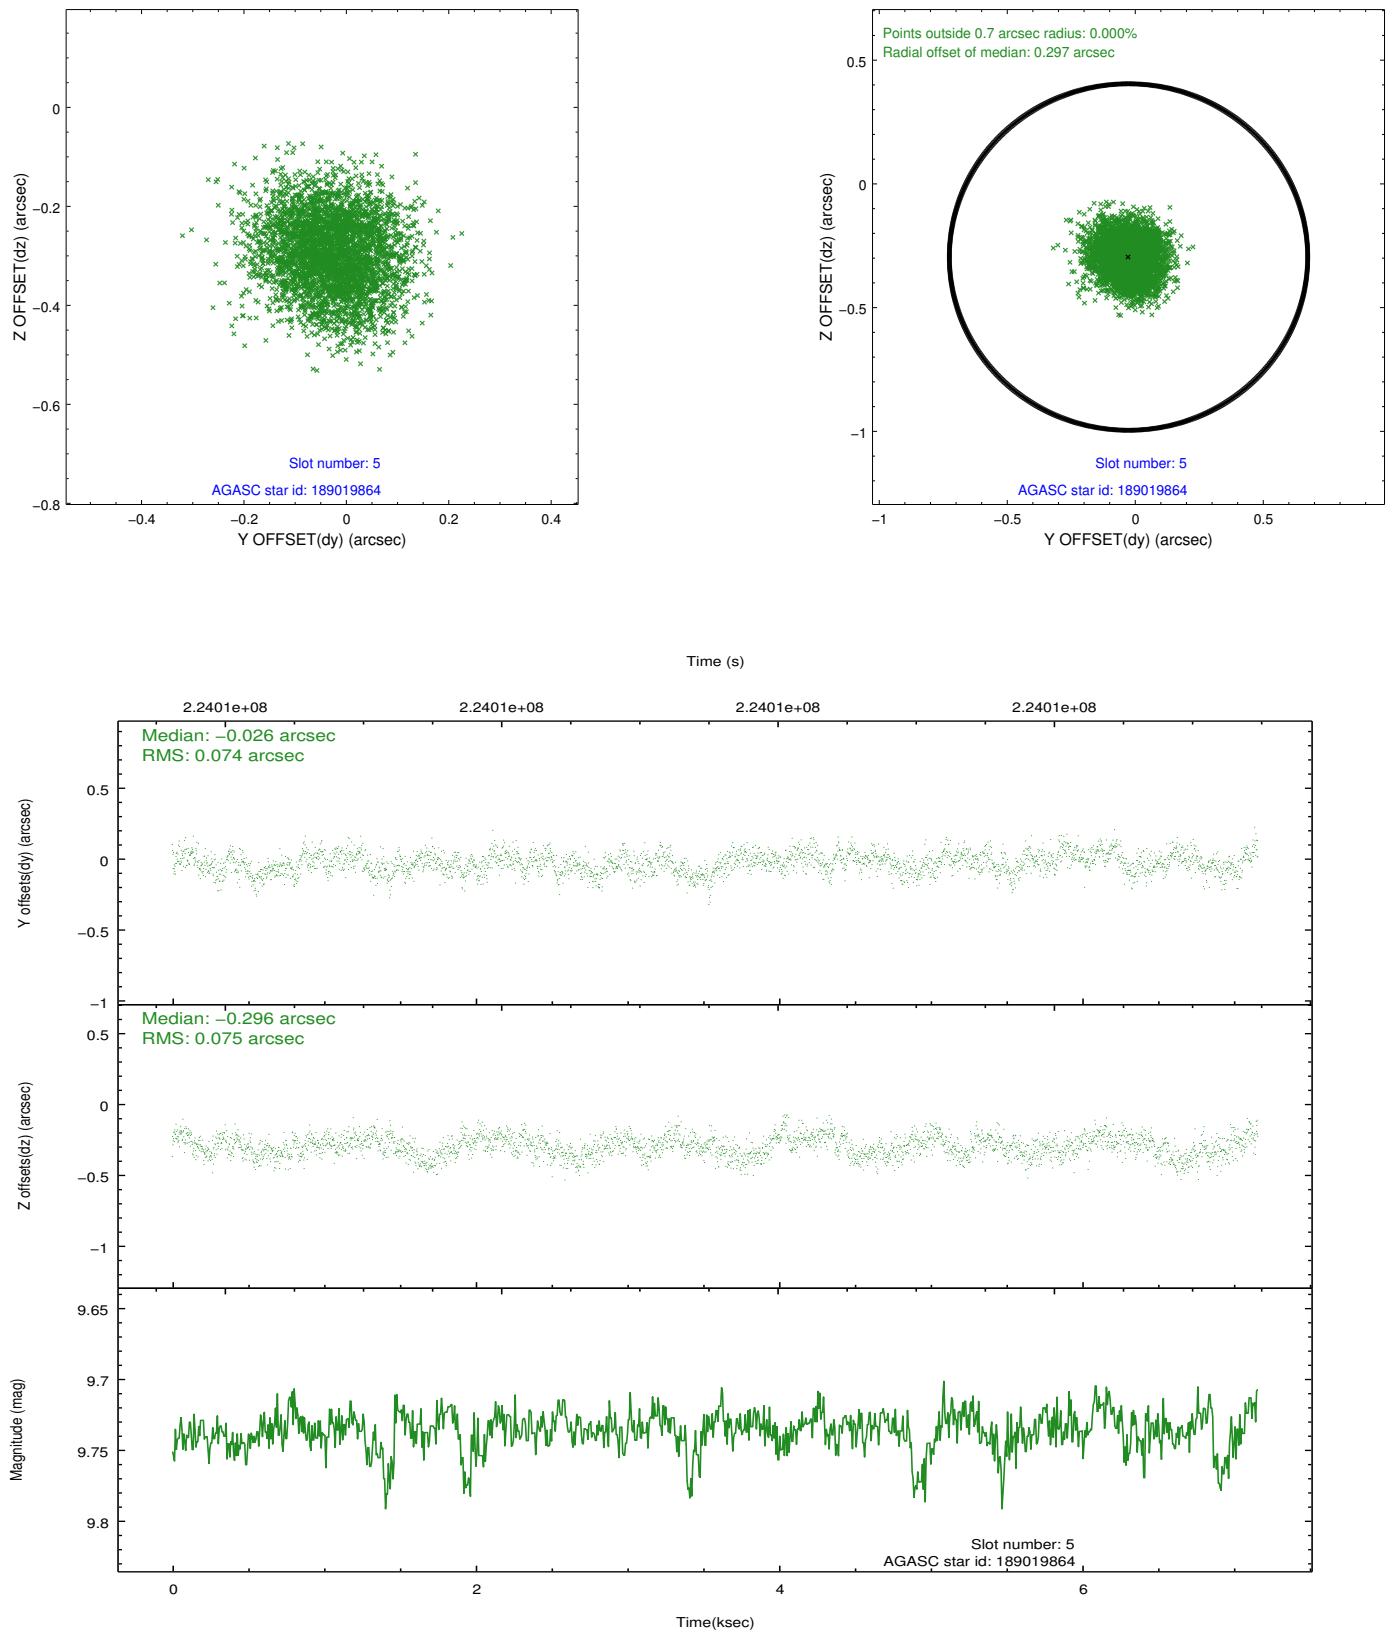 0
−0.2
−0.4
−0.6
−0.8
Z OFFSET(dz) (arcsec)
Slot number: 5
AGASC star id: 189019864
−0.4 −0.2 0 0.2 0.4
Y OFFSET(dy) (arcsec)
Points outside 0.7 arcsec radius: 0.000%
Radial offset of median: 0.297 arcsec
0.5
0
−0.5
−1
Z OFFSET(dz) (arcsec)
Slot number: 5
AGASC star id: 189019864
−1 −0.5 0 0.5
Y OFFSET(dy) (arcsec)
Time (s)
2.2401e+08 2.2401e+08 2.2401e+08 2.2401e+08
Median: −0.026 arcsec
RMS: 0.074 arcsec
0.5
0
−0.5
−1
Y offsets(dy) (arcsec)
Median: −0.296 arcsec
RMS: 0.075 arcsec
0.5
0
−0.5
−1
Z offsets(dz) (arcsec)
9.65
9.7
9.75
9.8
Magnitude (mag)
Slot number: 5
AGASC star id: 189019864
0 2 4 6
Time(ksec)